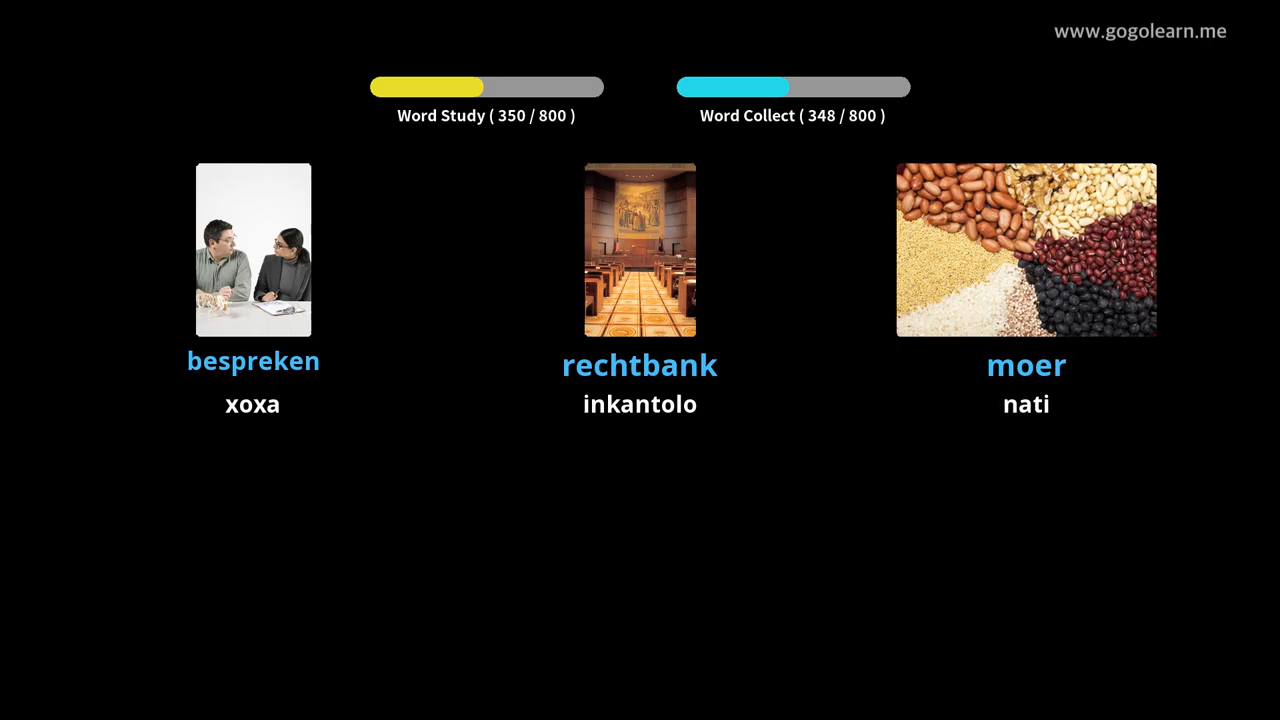 www.gogolearn.me
Word Study ( 350 / 800 )
Word Collect ( 348 / 800 )
bespreken
rechtbank
moer
xoxa
inkantolo
nati